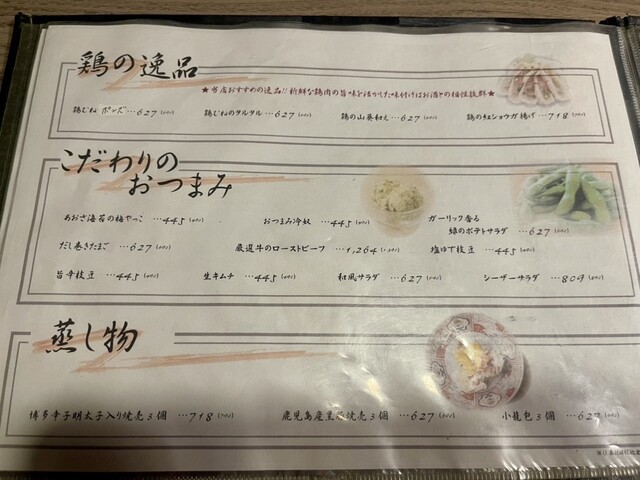 鶏の逸品
★当店おすすめの逸品!!新鮮な鶏肉の旨味を活かした味付けはお酒との相性抜群★
鶏むね ポン酢…627 鶏むねのタルタル…627 鶏の山葵和え…627 鶏の紅ショウガ揚げ…718
こだわりの
おつまみ
あおさ海苔の梅やっこ …445 おつまみ冷奴 …445 ガーリック香る
緑のポテトサラダ …627
だし巻きたまご …627 厳選牛のローストビーフ …1,264 塩ゆで枝豆 …445
旨辛枝豆 …445 生キムチ …445 和風サラダ …627 シーザーサラダ …809
蒸し物
博多辛子明太子入り焼売3個 …718 鹿児島産黒豚焼売3個 …627 小籠包3個 …627